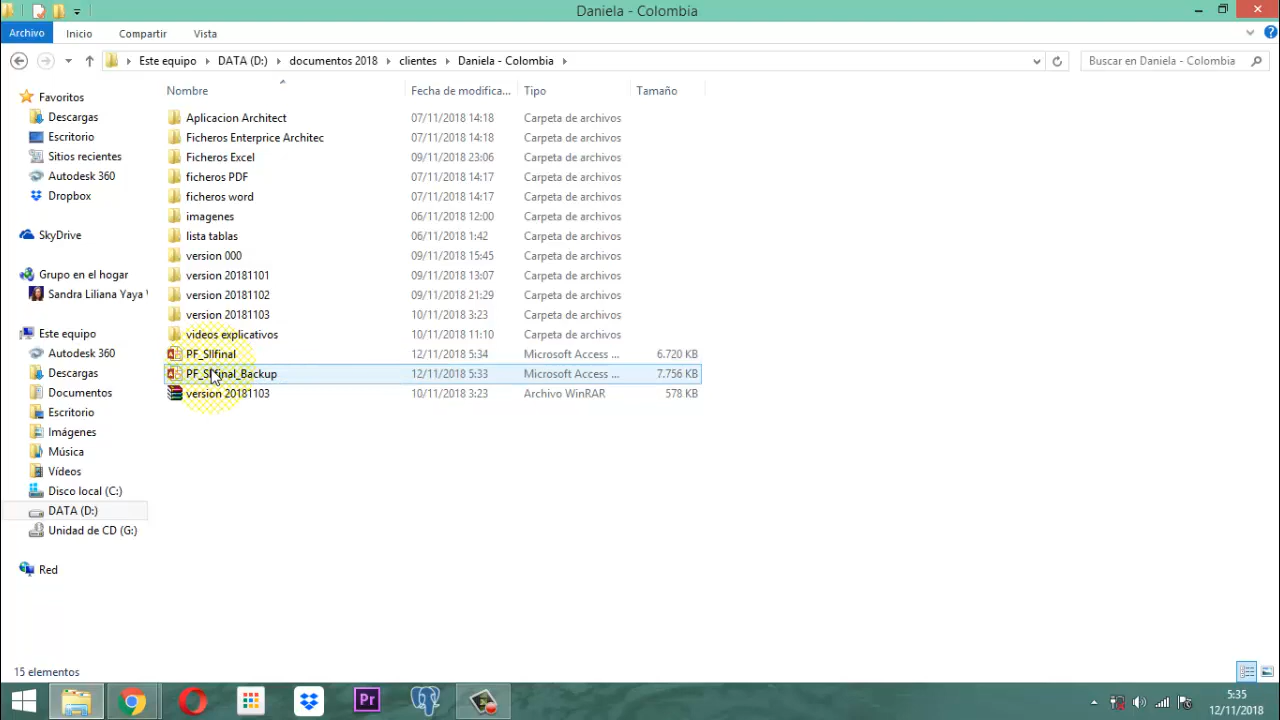 Daniela - Colombia
Archivo Inicio Compartir Vista
Este equipo DATA (D:) documentos 2018 clientes Daniela - Colombia Buscar en Daniela - Colombia
Nombre Fecha de modifica... Tipo Tamaño
Favoritos
Descargas
Escritorio
Sitios recientes
Autodesk 360
Dropbox
SkyDrive
Grupo en el hogar
Sandra Liliana Yaya
Este equipo
Autodesk 360
Descargas
Documentos
Escritorio
Imágenes
Música
Vídeos
Disco local (C:)
DATA (D:)
Unidad de CD (G:)
Red
Aplicacion Architect 07/11/2018 14:18 Carpeta de archivos
Ficheros Enterprice Architec 07/11/2018 14:18 Carpeta de archivos
Ficheros Excel 09/11/2018 23:06 Carpeta de archivos
ficheros PDF 07/11/2018 14:17 Carpeta de archivos
ficheros word 07/11/2018 14:17 Carpeta de archivos
imagenes 06/11/2018 12:00 Carpeta de archivos
lista tablas 06/11/2018 1:42 Carpeta de archivos
version 000 09/11/2018 15:45 Carpeta de archivos
version 20181101 09/11/2018 13:07 Carpeta de archivos
version 20181102 09/11/2018 21:29 Carpeta de archivos
version 20181103 10/11/2018 3:23 Carpeta de archivos
videos explicativos 10/11/2018 11:10 Carpeta de archivos
PF_SIIfinal 12/11/2018 5:34 Microsoft Access ... 6.720 KB
PF_SIIfinal_Backup 12/11/2018 5:33 Microsoft Access ... 7.756 KB
version 20181103 10/11/2018 3:23 Archivo WinRAR 578 KB
15 elementos
Pr
5:35
12/11/2018